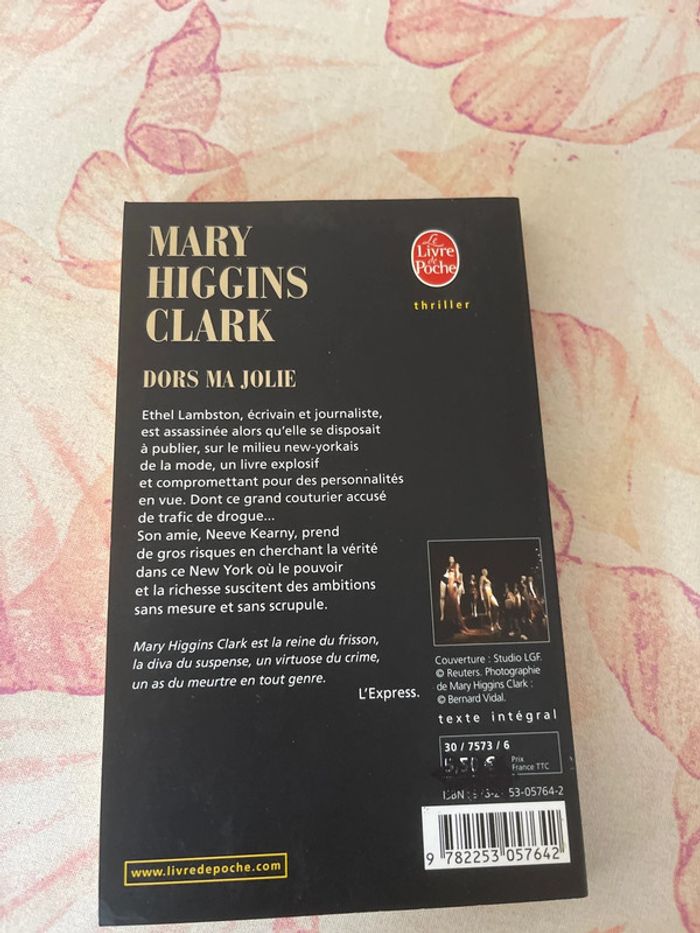 MARY
HIGGINS
CLARK
Le
Livre
de
Poche
thriller
DORS MA JOLIE
Ethel Lambston, écrivain et journaliste,
est assassinée alors qu'elle se disposait
à publier, sur le milieu new-yorkais
de la mode, un livre explosif
et compromettant pour des personnalités
en vue. Dont ce grand couturier accusé
de trafic de drogue...
Son amie, Neeve Kearny, prend
de gros risques en cherchant la vérité
dans ce New York où le pouvoir
et la richesse suscitent des ambitions
sans mesure et sans scrupule.
Mary Higgins Clark est la reine du frisson,
la diva du suspense, un virtuose du crime,
un as du meurtre en tout genre.
L'Express.
Couverture : Studio LGF.
© Reuters. Photographie
de Mary Higgins Clark :
© Bernard Vidal.
texte intégral
30 / 7573 / 6
5,50 € Prix
France TTC
53-05764-2
9 782253 057642
www.livredepoche.com